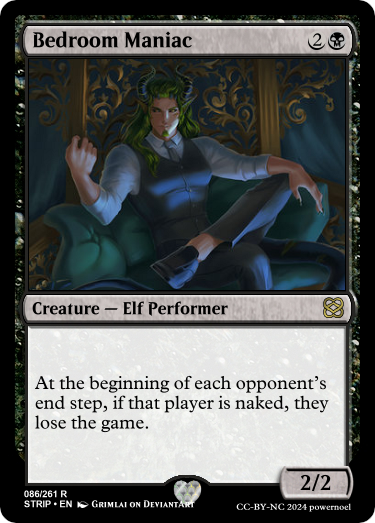 Bedroom Maniac 2
Creature — Elf Performer
At the beginning of each opponent's
end step, if that player is naked, they
lose the game.
2/2
086/261 R
STRIP • EN Grimlai on DeviantArt
CC-BY-NC 2024 powernoel